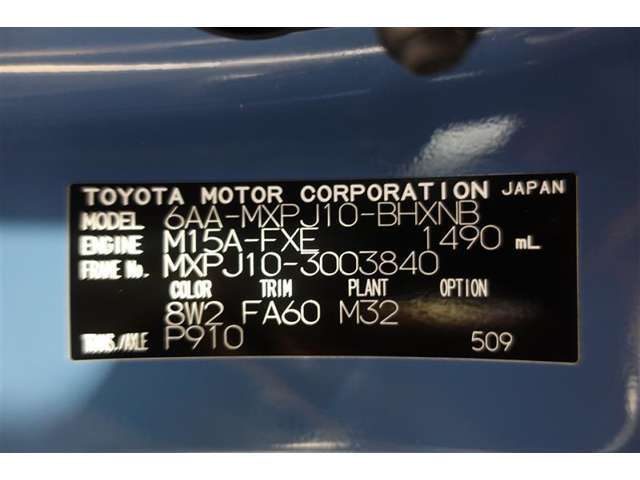 TOYOTA MOTOR CORPORATION JAPAN
MODEL 6AA-MXPJ10-BHXNB
ENGINE M15A-FXE 1490 mL
FRAME No. MXPJ10-3003840
COLOR TRIM PLANT OPTION
8W2 FA60 M32
TRANS./AXLE P910 509